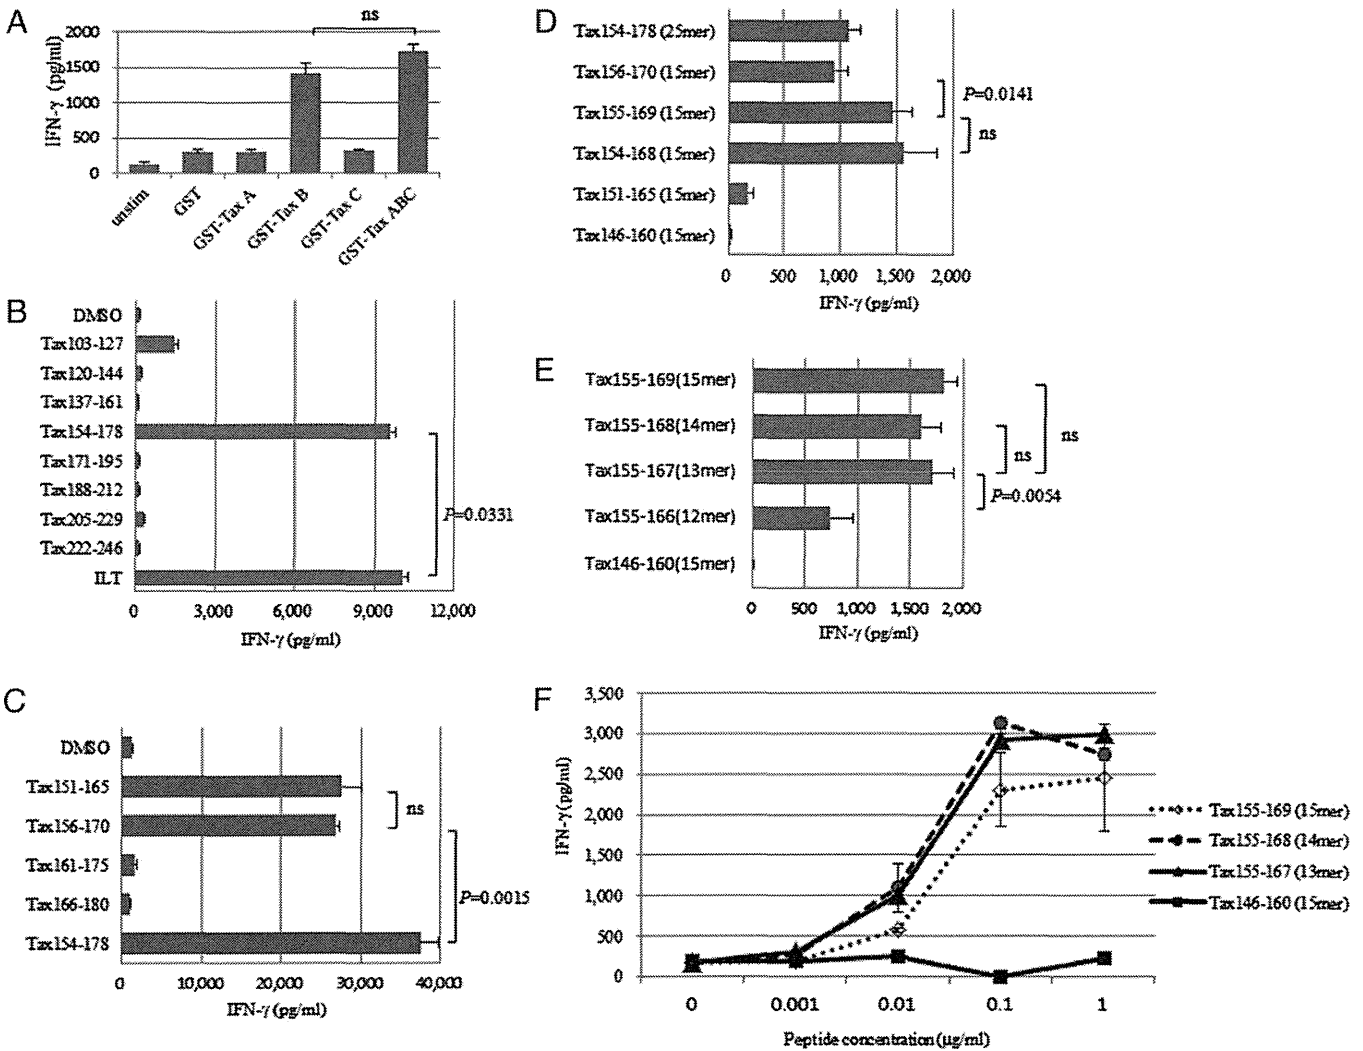 A
ns
IFN-γ (pg/ml)
2000
1500
1000
500
0
unstim
GST
GST-Tax A
GST-Tax B
GST-Tax C
GST-Tax ABC
B
DMSO
Tax103-127
Tax120-144
Tax137-161
Tax154-178
Tax171-195
Tax188-212
Tax205-229
Tax222-246
ILT
P=0.0331
0 3,000 6,000 9,000 12,000
IFN-γ (pg/ml)
C
DMSO
Tax151-165
Tax156-170
Tax161-175
Tax166-180
Tax154-178
ns
P=0.0015
0 10,000 20,000 30,000 40,000
IFN-γ (pg/ml)
D
Tax154-178 (25mer)
Tax156-170 (15mer)
Tax155-169 (15mer)
Tax154-168 (15mer)
Tax151-165 (15mer)
Tax146-160 (15mer)
P=0.0141
ns
0 500 1,000 1,500 2,000
IFN-γ (pg/ml)
E
Tax155-169(15mer)
Tax155-168(14mer)
Tax155-167(13mer)
Tax155-166(12mer)
Tax146-160(15mer)
ns
ns
P=0.0054
0 500 1,000 1,500 2,000
IFN-γ (pg/ml)
F
IFN-γ(pg/ml)
3,500
3,000
2,500
2,000
1,500
1,000
500
0
0 0.001 0.01 0.1 1
Peptide concentration (μg/ml)
Tax155-169 (15mer)
Tax155-168 (14mer)
Tax155-167 (13mer)
Tax146-160 (15mer)